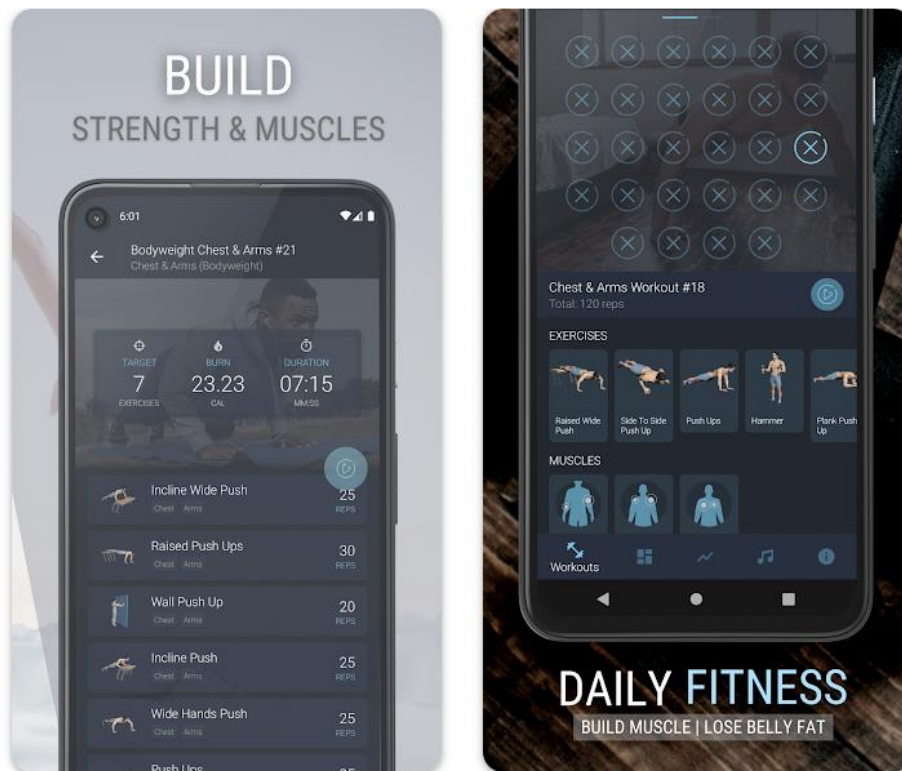 BUILD
STRENGTH & MUSCLES
6:01
Bodyweight Chest & Arms #21
Chest & Arms (Bodyweight)
TARGET BURN DURATION
7 23.23 07:15
EXERCISES CAL MM:SS
Incline Wide Push 25
Chest Arms REPS
Raised Push Ups 30
Chest Arms REPS
Wall Push Up 20
Chest Arms REPS
Incline Push 25
Chest Arms REPS
Wide Hands Push 25
Chest Arms REPS
Push Ups
Chest & Arms Workout #18
Total: 120 reps
EXERCISES
Raised Wide Push
Side To Side Push Up
Push Ups
Hammer
Plank Push Up
MUSCLES
Workouts
DAILY FITNESS
BUILD MUSCLE | LOSE BELLY FAT